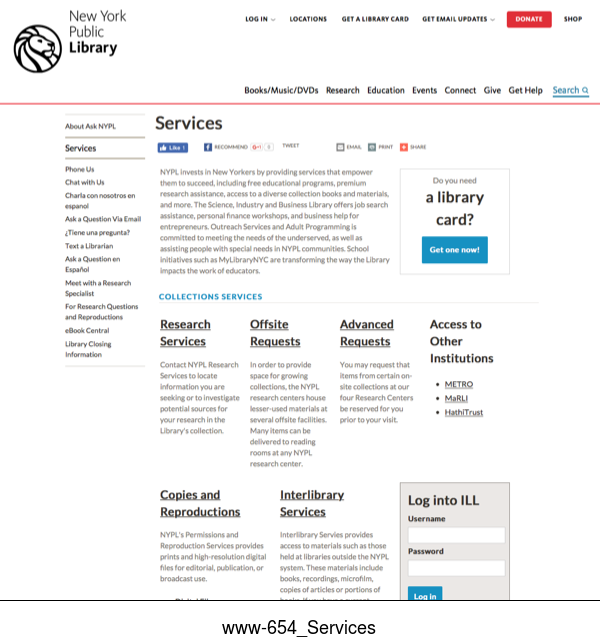 New York
Public
Library
LOG IN
LOCATIONS
GET A LIBRARY CARD
GET EMAIL UPDATES
DONATE
SHOP
Books/Music/DVDs Research Education Events Connect Give Get Help Search
About Ask NYPL
Services
Phone Us
Chat with Us
Charla con nosotros en
espanol
Ask a Question Via Email
¿Tiene una pregunta?
Text a Librarian
Ask a Question en
Español
Meet with a Research
Specialist
For Research Questions
and Reproductions
eBook Central
Library Closing
Information
Services
Like 1
RECOMMEND
G+1
TWEET
EMAIL
PRINT
SHARE
NYPL invests in New Yorkers by providing services that empower
them to succeed, including free educational programs, premium
research assistance, access to a diverse collection books and materials,
and more. The Science, Industry and Business Library offers job search
assistance, personal finance workshops, and business help for
entrepreneurs. Outreach Services and Adult Programming is
committed to meeting the needs of the underserved, as well as
assisting people with special needs in NYPL communities. School
initiatives such as MyLibraryNYC are transforming the way the Library
impacts the work of educators.
Do you need
a library
card?
Get one now!
COLLECTIONS SERVICES
Research
Services
Contact NYPL Research
Services to locate
information you are
seeking or to investigate
potential sources for
your research in the
Library's collection.
Offsite
Requests
In order to provide
space for growing
collections, the NYPL
research centers house
lesser-used materials at
several offsite facilities.
Many items can be
delivered to reading
rooms at any NYPL
research center.
Advanced
Requests
You may request that
items from certain on-
site collections at our
four Research Centers
be reserved for you
prior to your visit.
Access to
Other
Institutions
• METRO
• MaRLI
• HathiTrust
Copies and
Reproductions
NYPL's Permissions and
Reproduction Services provides
prints and high-resolution digital
files for editorial, publication, or
broadcast use.
Interlibrary
Services
Interlibrary Servies provides
access to materials such as those
held at libraries outside the NYPL
system. These materials include
books, recordings, microfilm,
copies of articles or portions of
Log into ILL
Username
Password
Log In
www-654_Services